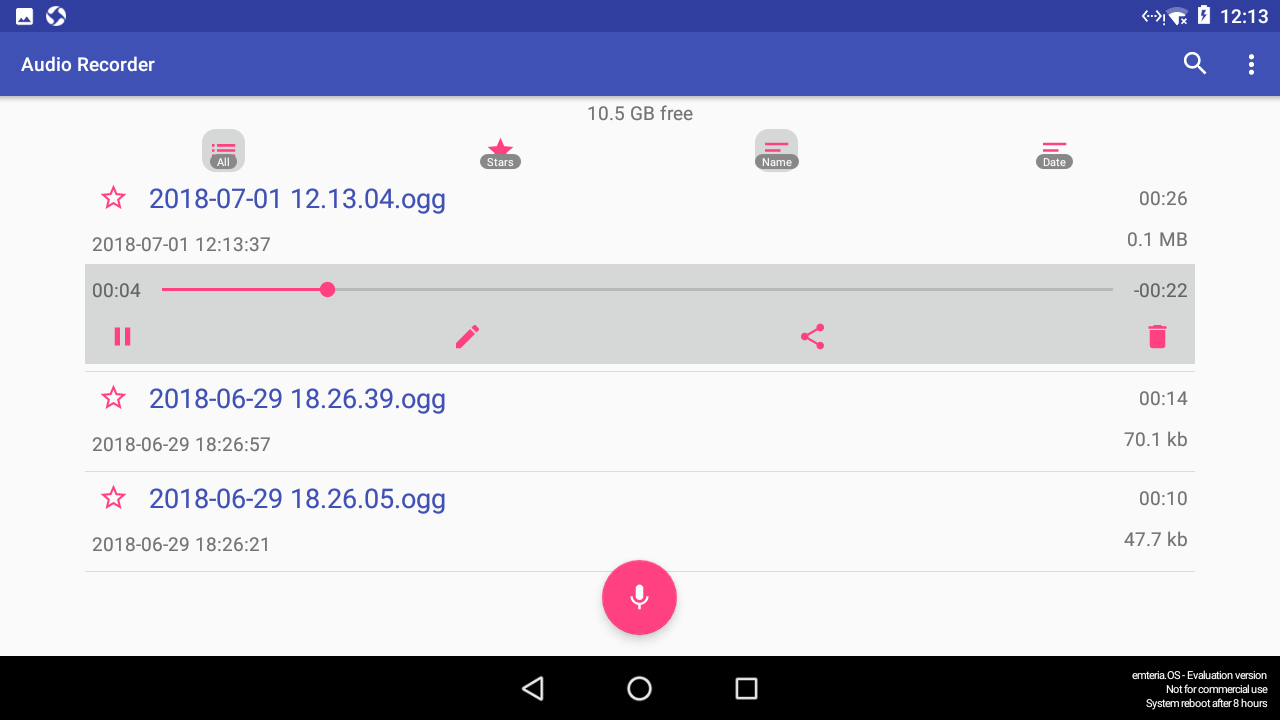 12:13
Audio Recorder
10.5 GB free
All
Stars
Name
Date
2018-07-01 12.13.04.ogg
00:26
2018-07-01 12:13:37
0.1 MB
00:04
-00:22
2018-06-29 18.26.39.ogg
00:14
2018-06-29 18:26:57
70.1 kb
2018-06-29 18.26.05.ogg
00:10
2018-06-29 18:26:21
47.7 kb
emteria.OS - Evaluation version
Not for commercial use
System reboot after 8 hours